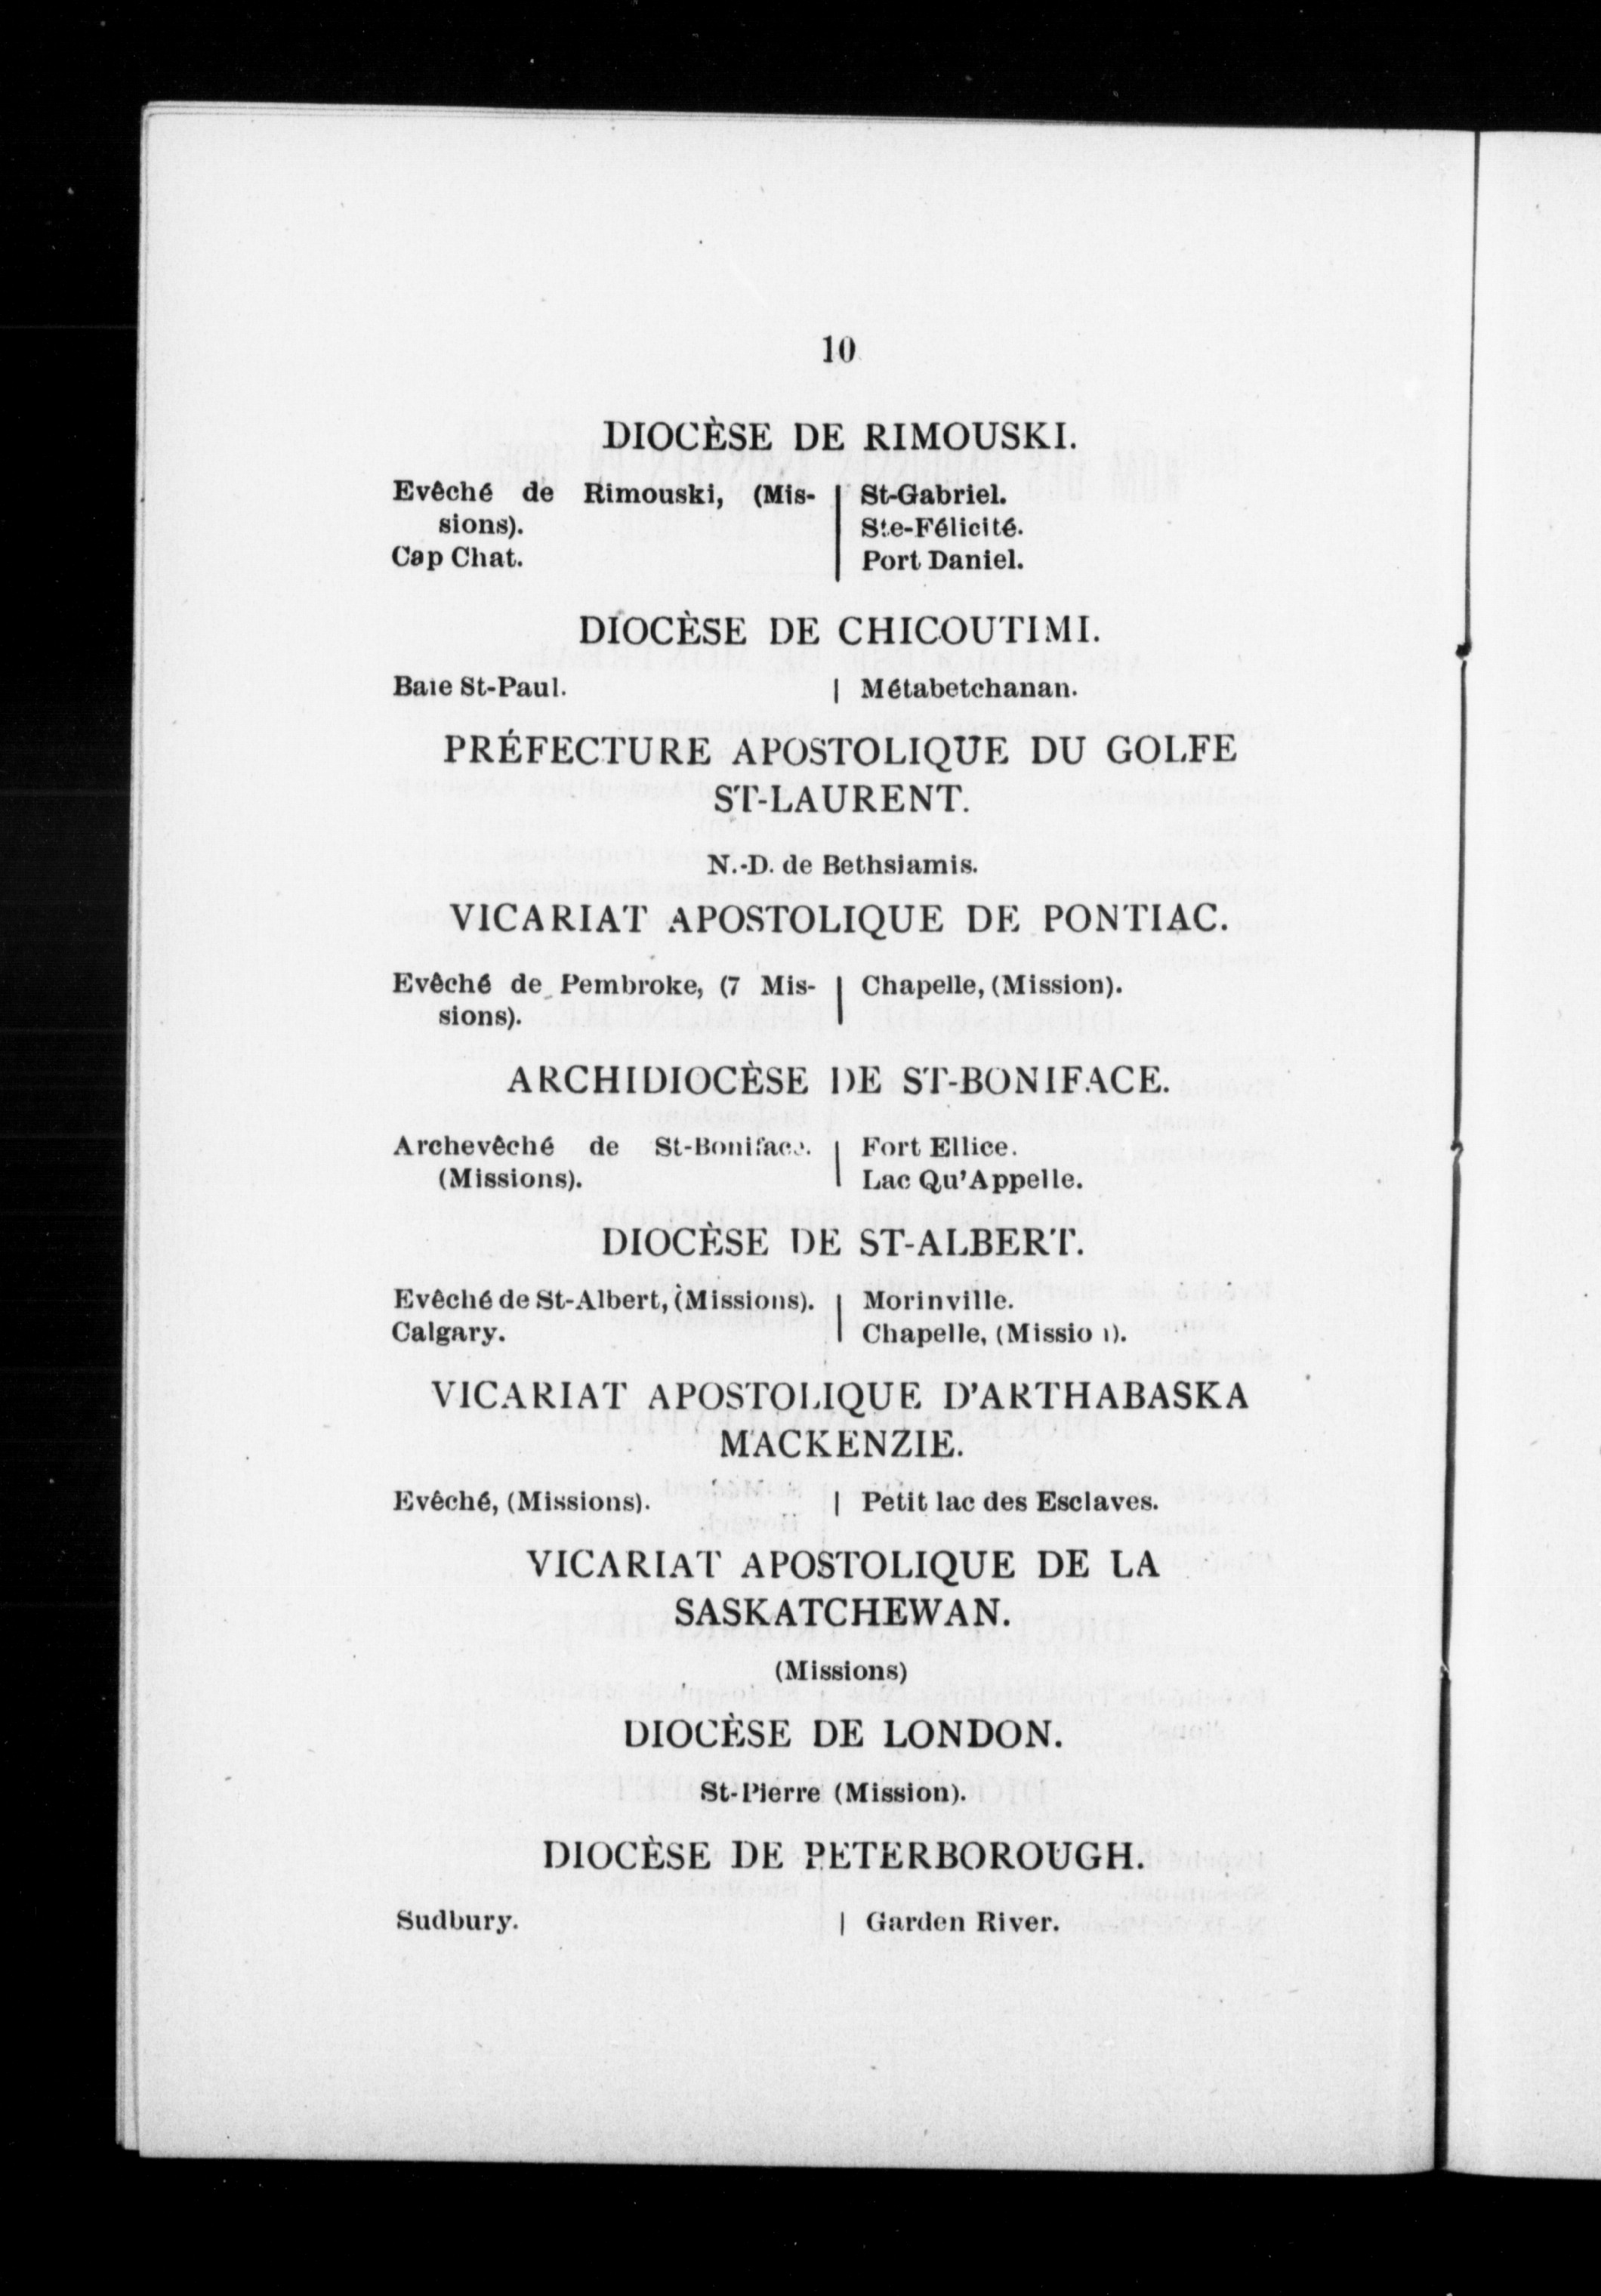 10
DIOCÈSE DE RIMOUSKI.
Evêché de Rimouski, (Mis-
sions).
Cap Chat.
St-Gabriel.
Ste-Félicité.
Port Daniel.
DIOCÈSE DE CHICOUTIMI.
Baie St-Paul.
Métabetchanan.
PRÉFECTURE APOSTOLIQUE DU GOLFE
ST-LAURENT.
N.-D. de Bethsiamis.
VICARIAT APOSTOLIQUE DE PONTIAC.
Evêché de Pembroke, (7 Mis-
sions).
Chapelle, (Mission).
ARCHIDIOCÈSE DE ST-BONIFACE.
Archevêché de St-Boniface.
(Missions).
Fort Ellice.
Lac Qu'Appelle.
DIOCÈSE DE ST-ALBERT.
Evêché de St-Albert, (Missions).
Calgary.
Morinville.
Chapelle, (Mission).
VICARIAT APOSTOLIQUE D'ARTHABASKA
MACKENZIE.
Evêché, (Missions).
Petit lac des Esclaves.
VICARIAT APOSTOLIQUE DE LA
SASKATCHEWAN.
(Missions)
DIOCÈSE DE LONDON.
St-Pierre (Mission).
DIOCÈSE DE PETERBOROUGH.
Sudbury.
Garden River.